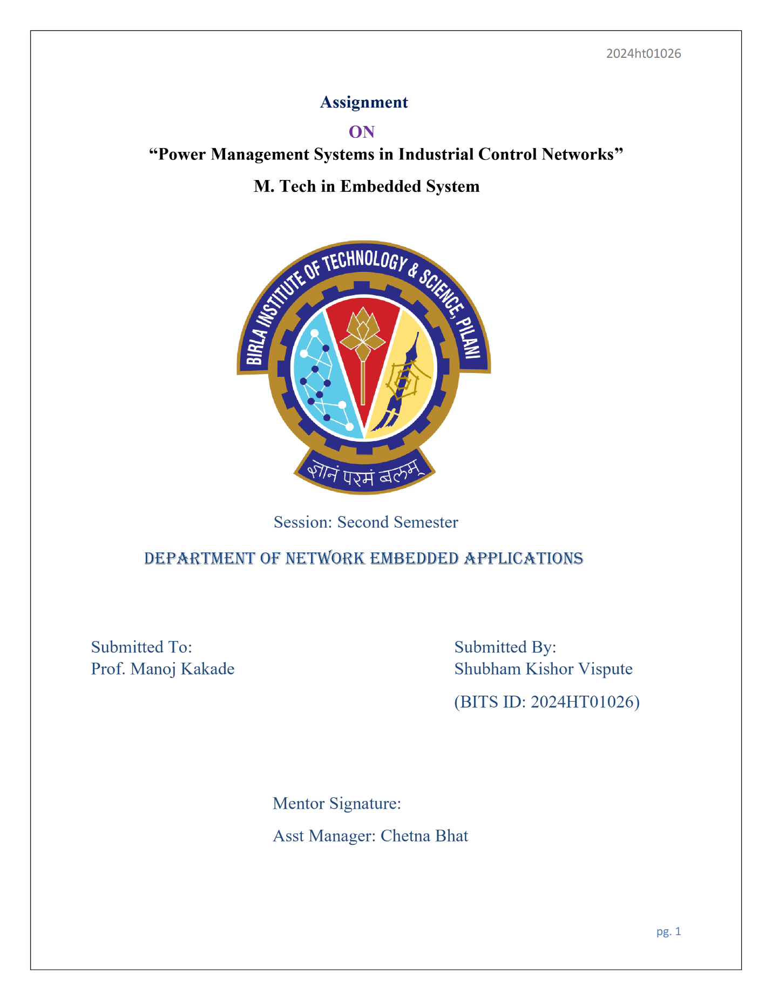 2024ht01026
Assignment
ON
“Power Management Systems in Industrial Control Networks”
M. Tech in Embedded System
BIRLA INSTITUTE OF TECHNOLOGY & SCIENCE, PILANI
ज्ञानं परमं बलम्
Session: Second Semester
DEPARTMENT OF NETWORK EMBEDDED APPLICATIONS
Submitted To:
Submitted By:
Prof. Manoj Kakade
Shubham Kishor Vispute
(BITS ID: 2024HT01026)
Mentor Signature:
Asst Manager: Chetna Bhat
pg. 1